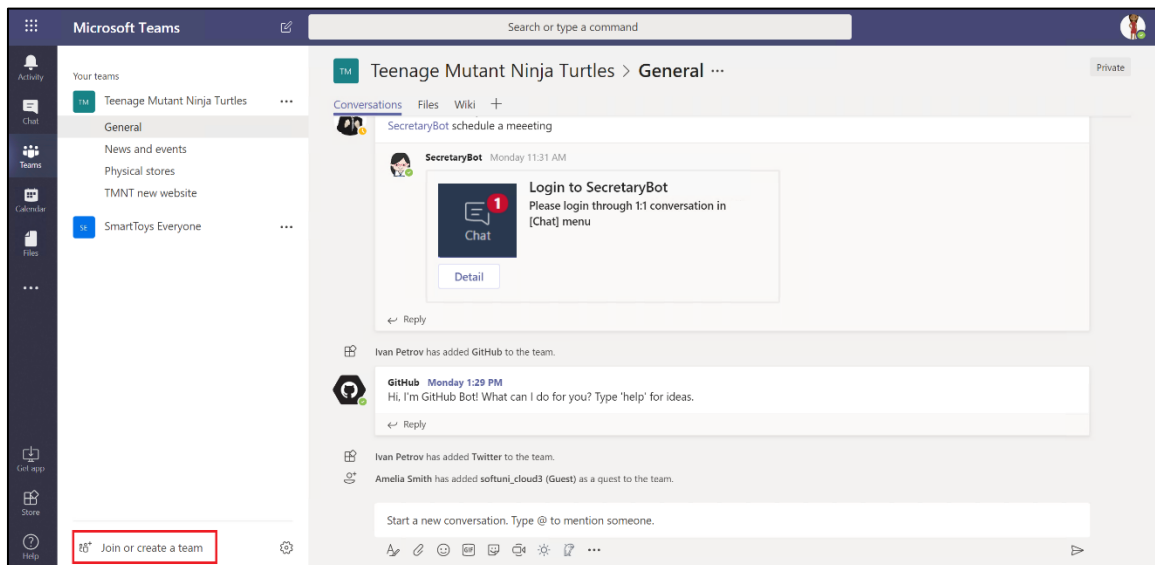 Microsoft Teams
Search or type a command
Activity
Chat
Teams
Calendar
Files
Get app
Store
Help
Your teams
TM Teenage Mutant Ninja Turtles
General
News and events
Physical stores
TMNT new website
SE SmartToys Everyone
Join or create a team
TM Teenage Mutant Ninja Turtles > General
Private
Conversations Files Wiki
SecretaryBot schedule a meeeting
SecretaryBot Monday 11:31 AM
1
Chat
Login to SecretaryBot
Please login through 1:1 conversation in
[Chat] menu
Detail
Reply
Ivan Petrov has added GitHub to the team.
GitHub Monday 1:29 PM
Hi, I'm GitHub Bot! What can I do for you? Type 'help' for ideas.
Reply
Ivan Petrov has added Twitter to the team.
Amelia Smith has added softuni_cloud3 (Guest) as a quest to the team.
Start a new conversation. Type @ to mention someone.
GIF